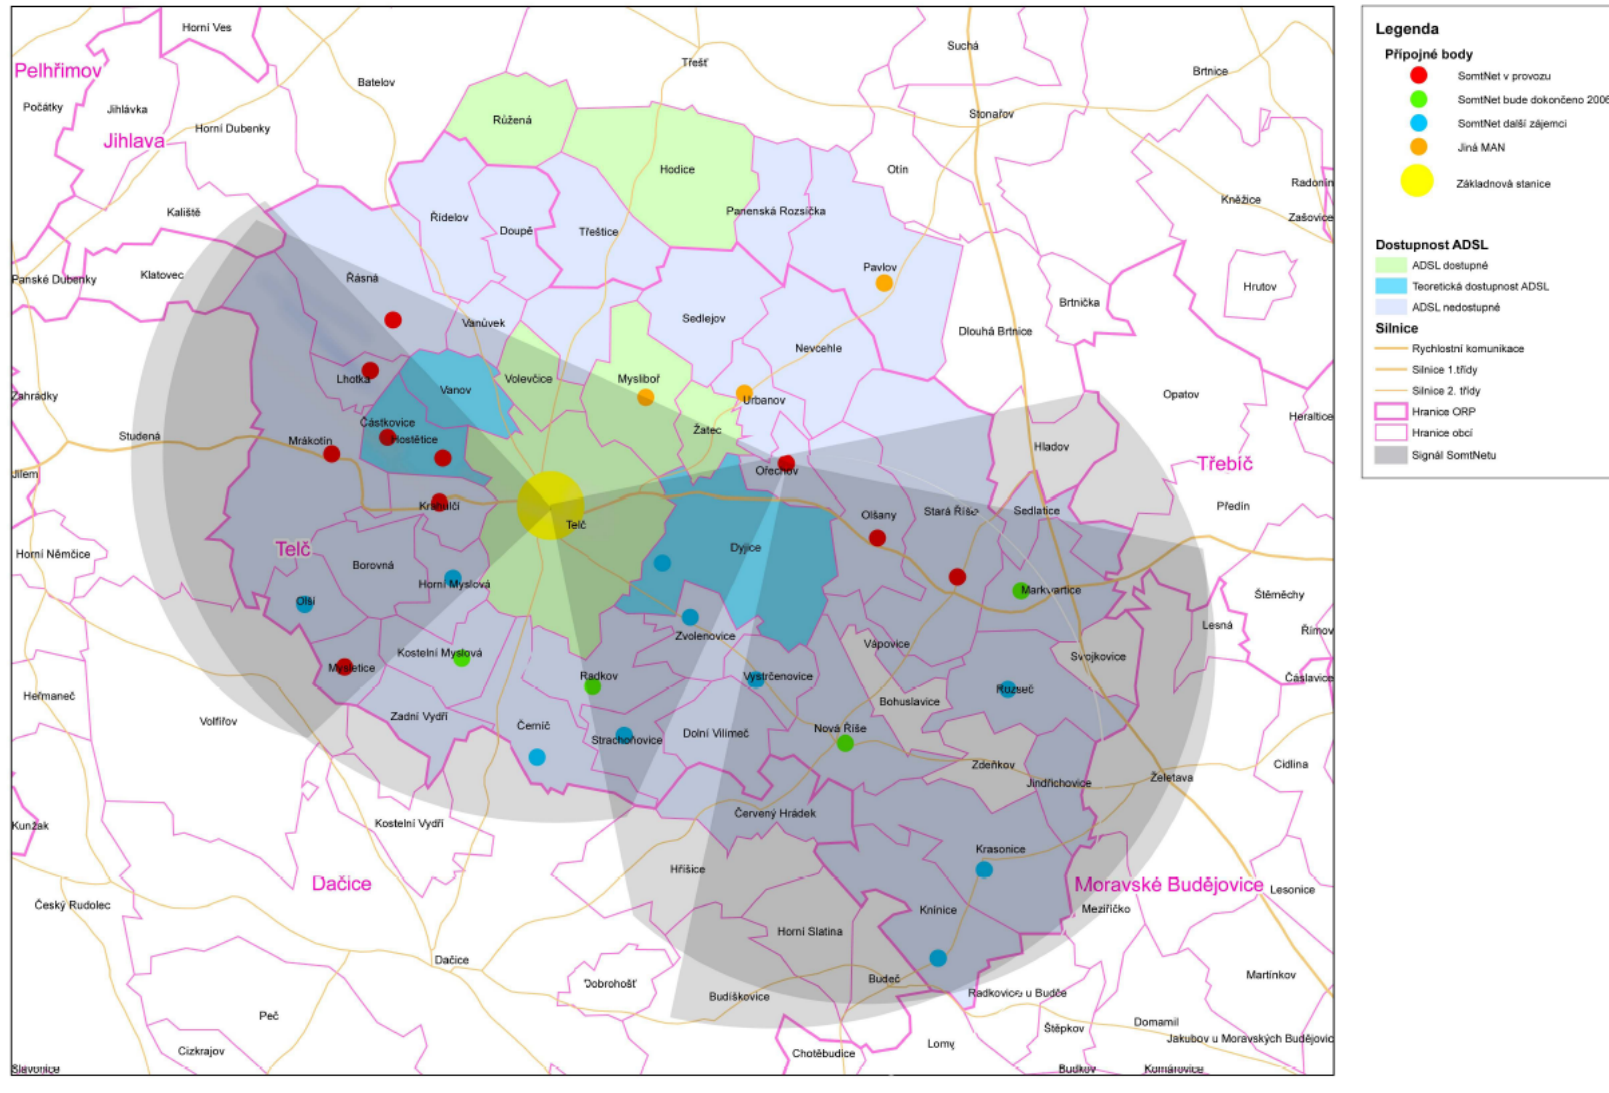 Horní Ves
Suchá
Třešť
Pelhřimov
Batelov
Brtnice
Počátky
Jihlávka
Růžená
Stonařov
Horní Dubenky
Jihlava
Hodice
Otín
Radonín
Kněžice
Kaliště
Řídelov
Panenská Rozsíčka
Zašovice
Doupě
Třeštice
Pavlov
Panské Dubenky
Klatovec
Řásná
Hrutov
Brtnička
Vanůvek
Sedlejov
Dlouhá Brtnice
Nevcehle
Lhotka
Vanov
Volevčice
Mysliboř
Zahrádky
Urbanov
Opatov
Částkovice
Heraltice
Studená
Mrákotín
Hostětice
Žatec
Hladov
Třebíč
Jilem
Ořechov
Krahulčí
Olšany
Stará Říše
Sedlatice
Předín
Telč
Telč
Dyjice
Horní Němčice
Borovná
Horní Myslová
Markvartice
Štěměchy
Olší
Lesná
Římov
Zvolenovice
Vápovice
Kostelní Myslová
Svojkovice
Mysletice
Radkov
Vystrčenovice
Rozseč
Čáslavice
Heřmaneč
Bohuslavice
Volfířov
Zadní Vydří
Černíč
Strachoňovice
Dolní Vilímeč
Nová Říše
Zdeňkov
Jindřichovice
Želetava
Cidlina
Kunžak
Kostelní Vydří
Červený Hrádek
Krasonice
Hříšice
Dačice
Moravské Budějovice
Lesonice
Český Rudolec
Knínice
Meziříčko
Horní Slatina
Dačice
Dobrohošť
Budeč
Martínkov
Budíškovice
Radkovice u Budče
Peč
Štěpkov
Domamil
Cizkrajov
Chotěbudice
Lomy
Jakubov u Moravských Budějovic
Slavonice
Budkov
Komárovice
Legenda
Přípojné body
SomtNet v provozu
SomtNet bude dokončeno 2006
SomtNet další zájemci
Jiná MAN
Základnová stanice
Dostupnost ADSL
ADSL dostupné
Teoretická dostupnost ADSL
ADSL nedostupné
Silnice
Rychlostní komunikace
Silnice 1.třídy
Silnice 2. třídy
Hranice ORP
Hranice obcí
Signál SomtNetu